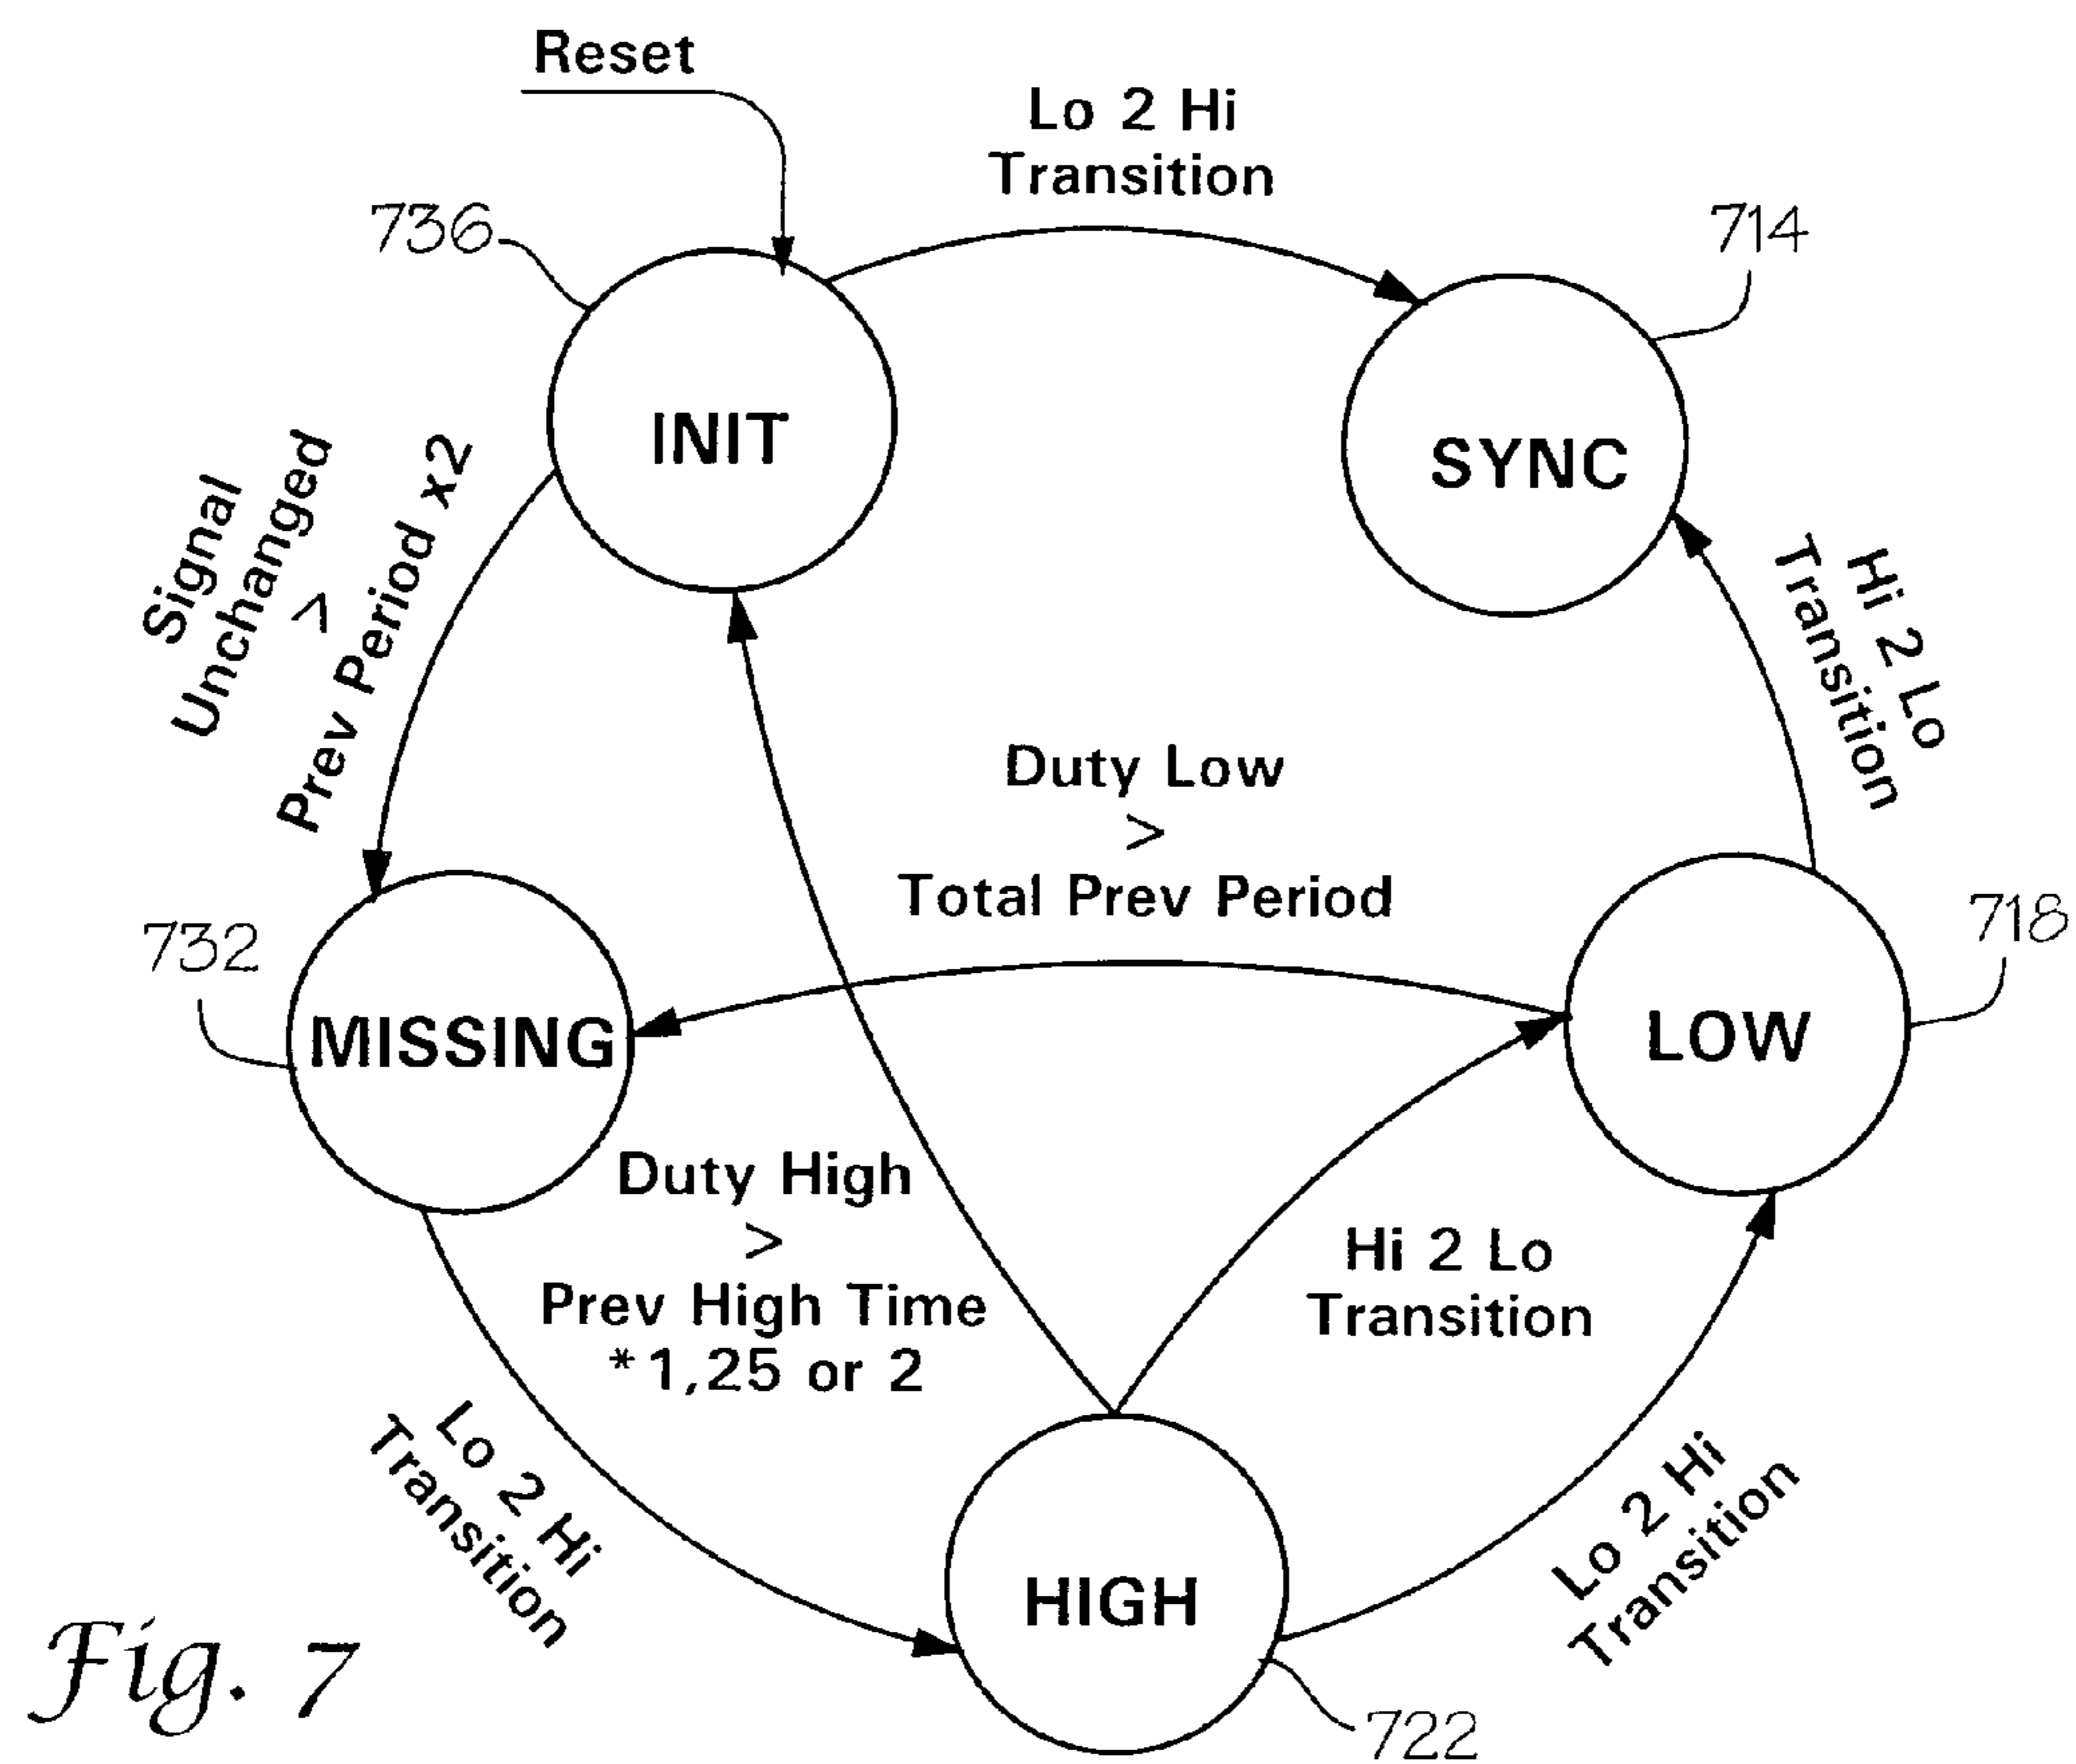 Reset
Lo 2 Hi
Transition
736
714
INIT
SYNC
Signal
Unchanged
>
Prev Period x2
Hi 2 Lo
Transition
Duty Low
>
Total Prev Period
732
718
MISSING
LOW
Duty High
>
Prev High Time
*1,25 or 2
Hi 2 Lo
Transition
Lo 2 Hi
Transition
Lo 2 Hi
Transition
HIGH
722
Fig. 7